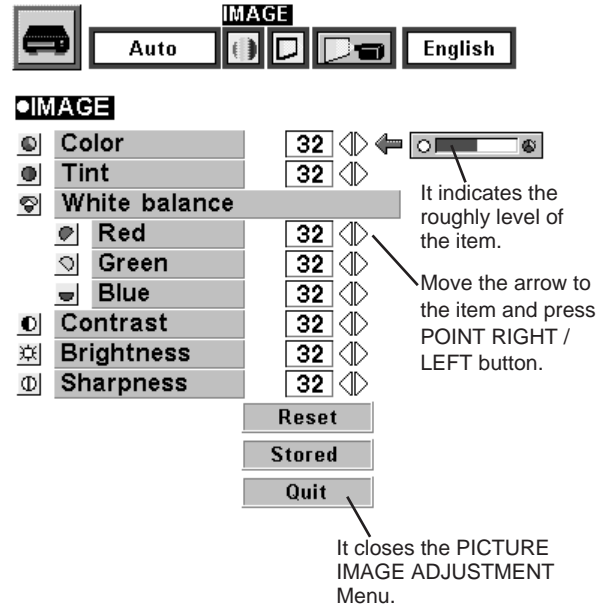 IMAGE
Auto
English
●IMAGE
Color 32
Tint 32
White balance
Red 32
Green 32
Blue 32
Contrast 32
Brightness 32
Sharpness 32
Reset
Stored
Quit
It indicates the
roughly level of
the item.
Move the arrow to
the item and press
POINT RIGHT /
LEFT button.
It closes the PICTURE
IMAGE ADJUSTMENT
Menu.